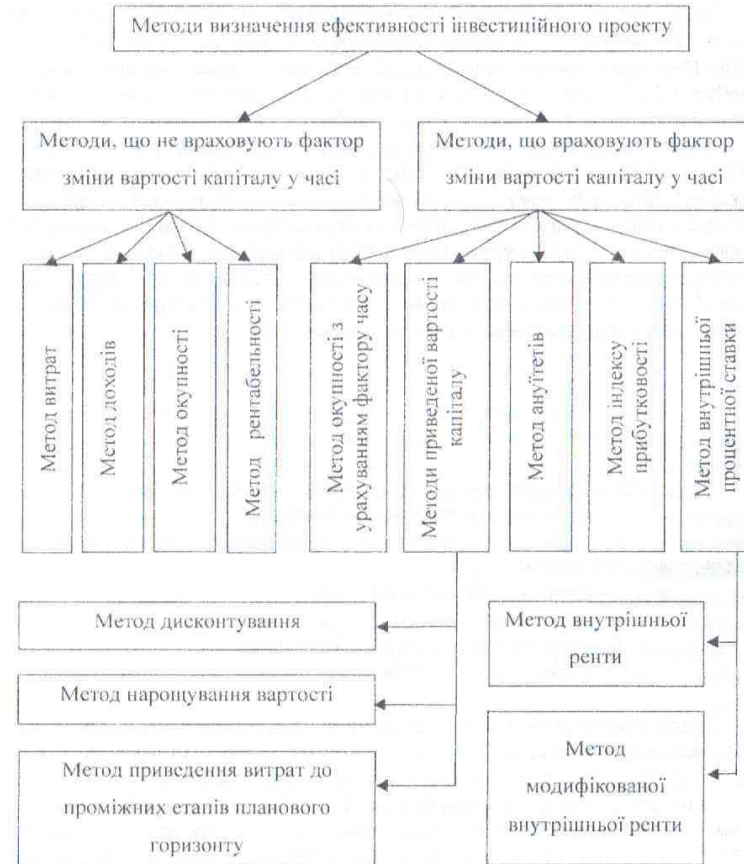 Методи визначення ефективності інвестиційного проекту
Методи, що не враховують фактор
зміни вартості капіталу у часі
Методи, що враховують фактор
зміни вартості капіталу у часі
Метод витрат
Метод доходів
Метод окупності
Метод рентабельності
Метод окупності з
урахуванням фактору часу
Методи приведеної вартості
капіталу
Метод ануїтетів
Метод індексу
прибутковості
Метод внутрішньої
процентної ставки
Метод дисконтування
Метод нарощування вартості
Метод приведення витрат до
проміжних етапів планового
горизонту
Метод внутрішньої
ренти
Метод
модифікованої
внутрішньої ренти